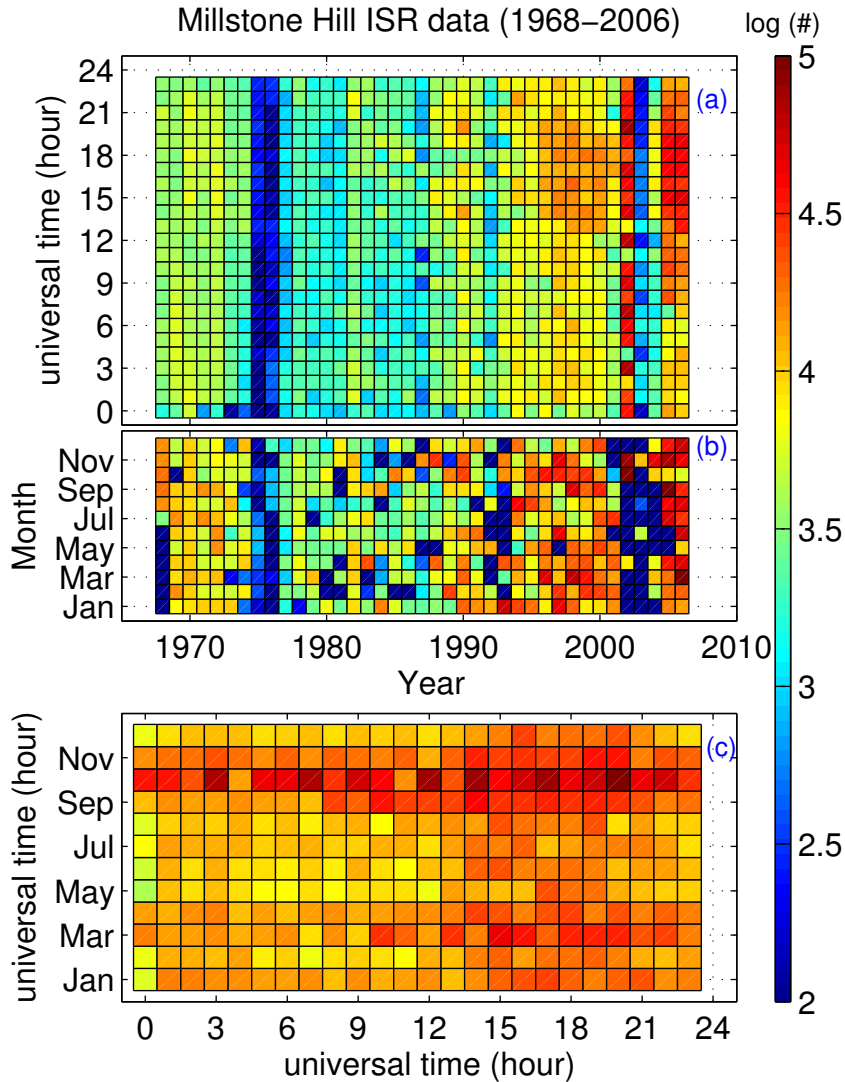 Millstone Hill ISR data (1968−2006)
log (#)
universal time (hour)
24
21
18
15
12
9
6
3
0
(a)
Month
Nov
Sep
Jul
May
Mar
Jan
(b)
1970 1980 1990 2000 2010
Year
5
4.5
4
3.5
3
2.5
2
universal time (hour)
Nov
Sep
Jul
May
Mar
Jan
(c)
0 3 6 9 12 15 18 21 24
universal time (hour)